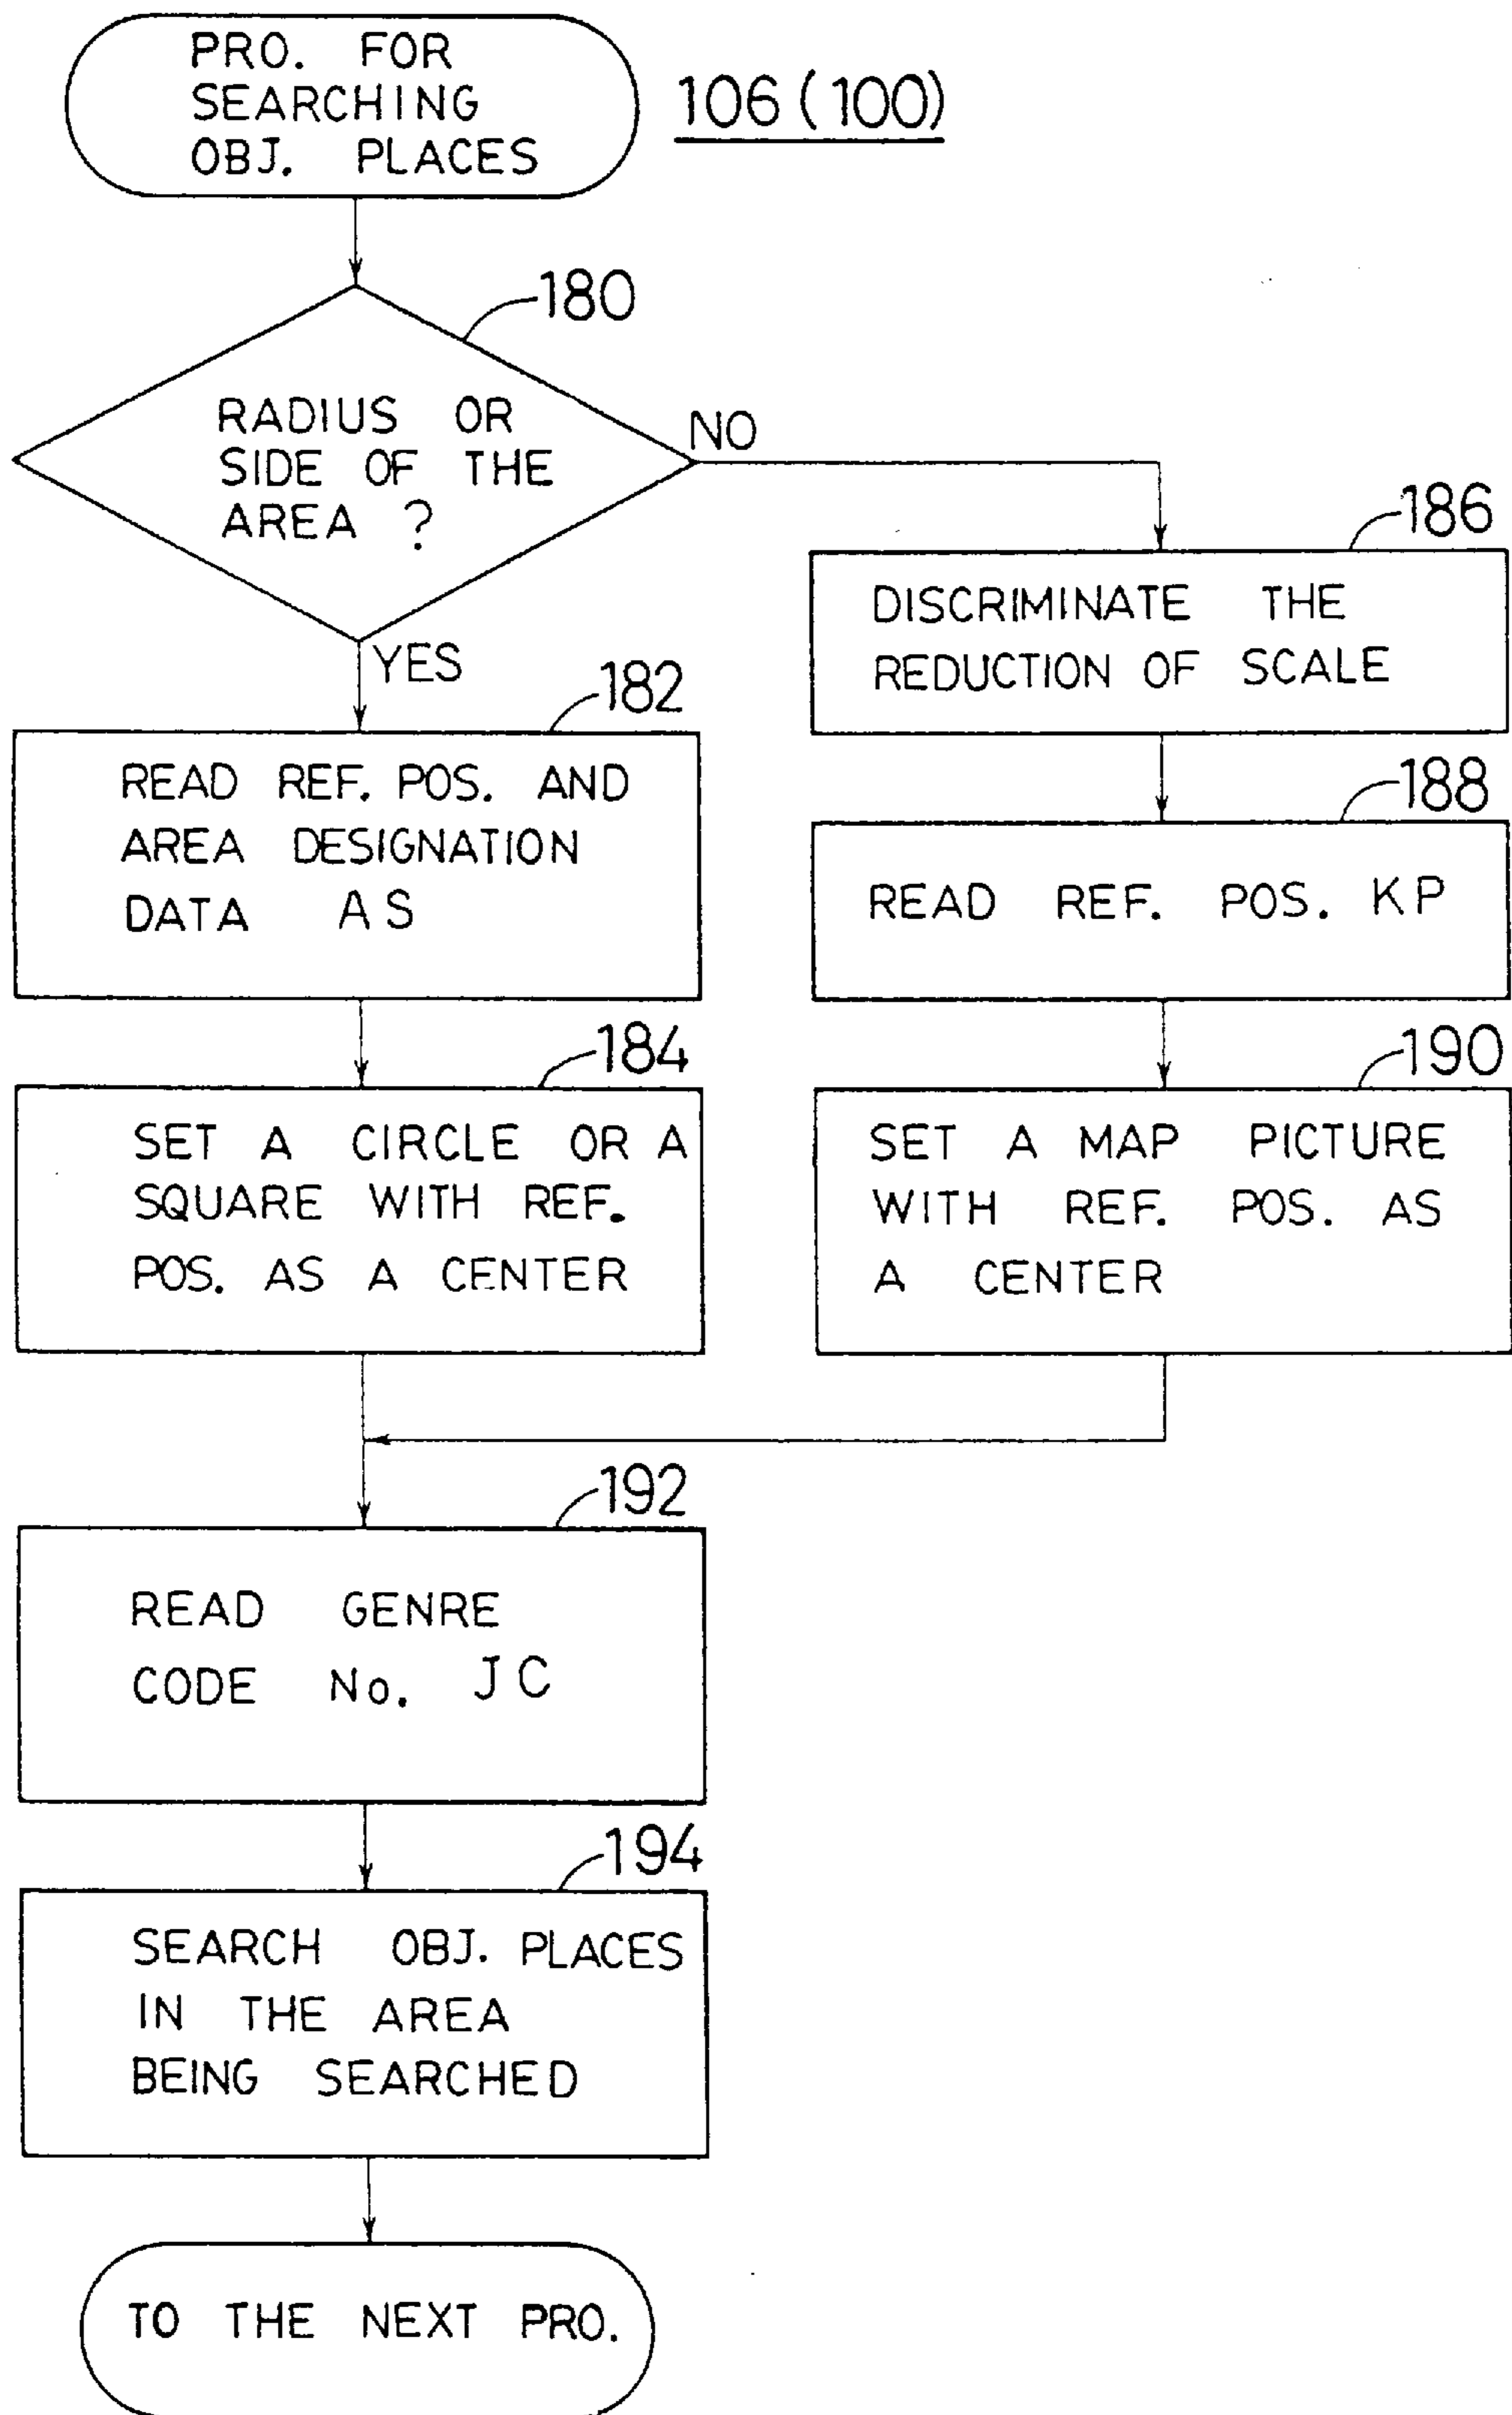 PRO. FOR
SEARCHING
OBJ. PLACES
106 (100)
180
RADIUS OR
SIDE OF THE
AREA ?
NO
YES
182
READ REF. POS. AND
AREA DESIGNATION
DATA AS
184
SET A CIRCLE OR A
SQUARE WITH REF.
POS. AS A CENTER
186
DISCRIMINATE THE
REDUCTION OF SCALE
188
READ REF. POS. KP
190
SET A MAP PICTURE
WITH REF. POS. AS
A CENTER
192
READ GENRE
CODE No. JC
194
SEARCH OBJ. PLACES
IN THE AREA
BEING SEARCHED
TO THE NEXT PRO.